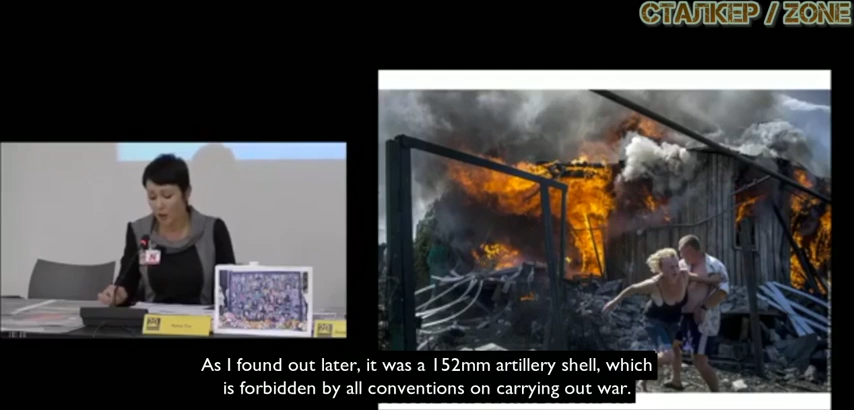 СТАЛКЕР / ZONE
As I found out later, it was a 152mm artillery shell, which
is forbidden by all conventions on carrying out war.